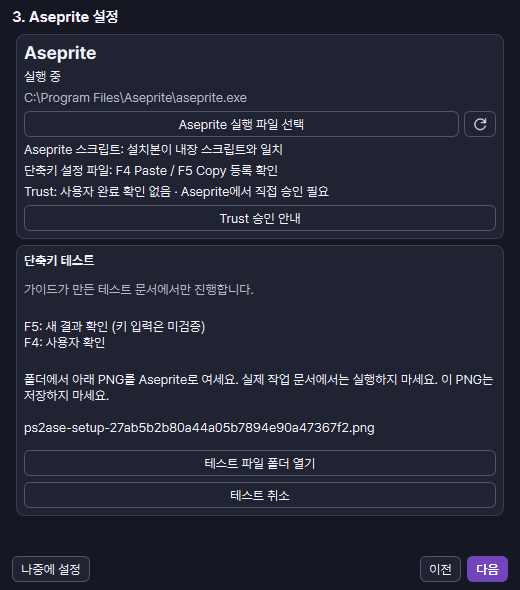 3. Aseprite 설정
Aseprite
실행 중
C:\Program Files\Aseprite\aseprite.exe
Aseprite 실행 파일 선택
Aseprite 스크립트: 설치본이 내장 스크립트와 일치
단축키 설정 파일: F4 Paste / F5 Copy 등록 확인
Trust: 사용자 완료 확인 없음 · Aseprite에서 직접 승인 필요
Trust 승인 안내
단축키 테스트
가이드가 만든 테스트 문서에서만 진행합니다.
F5: 새 결과 확인 (키 입력은 미검증)
F4: 사용자 확인
폴더에서 아래 PNG를 Aseprite로 여세요. 실제 작업 문서에서는 실행하지 마세요. 이 PNG는
저장하지 마세요.
ps2ase-setup-27ab5b2b80a44a05b7894e90a47367f2.png
테스트 파일 폴더 열기
테스트 취소
나중에 설정
이전
다음